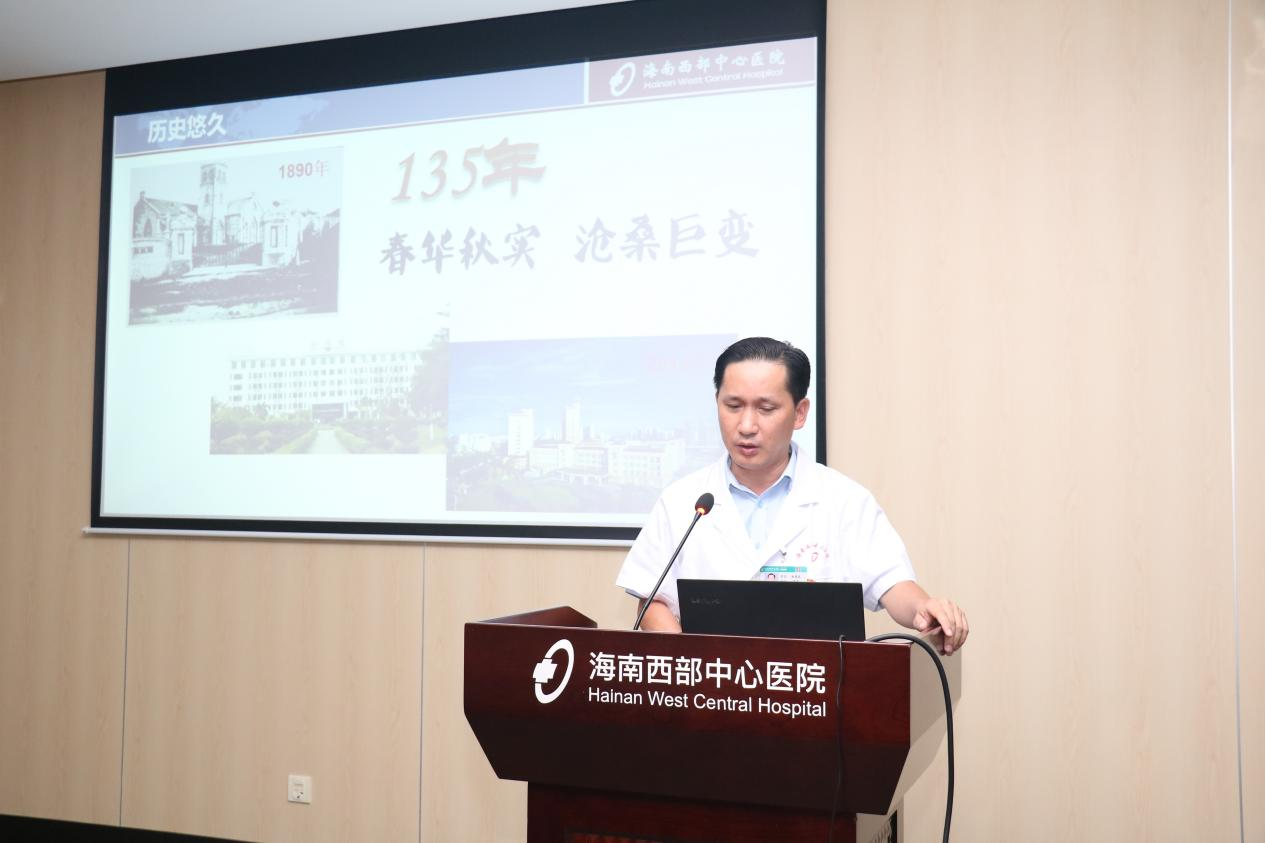 海南西部中心医院
Hainan West Central Hospital
历史悠久
1890年
135年
春华秋实 沧桑巨变
Lenovo
海南西部中心医院
Hainan West Central Hospital